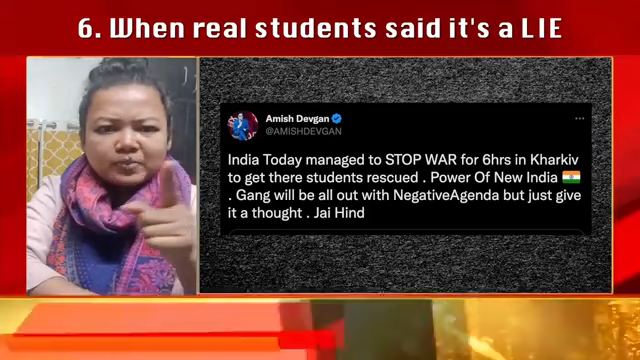 6. When real students said it's a LIE
Amish Devgan
@AMISHDEVGAN
India Today managed to STOP WAR for 6hrs in Kharkiv
to get there students rescued . Power Of New India 🇮🇳
. Gang will be all out with NegativeAgenda but just give
it a thought . Jai Hind